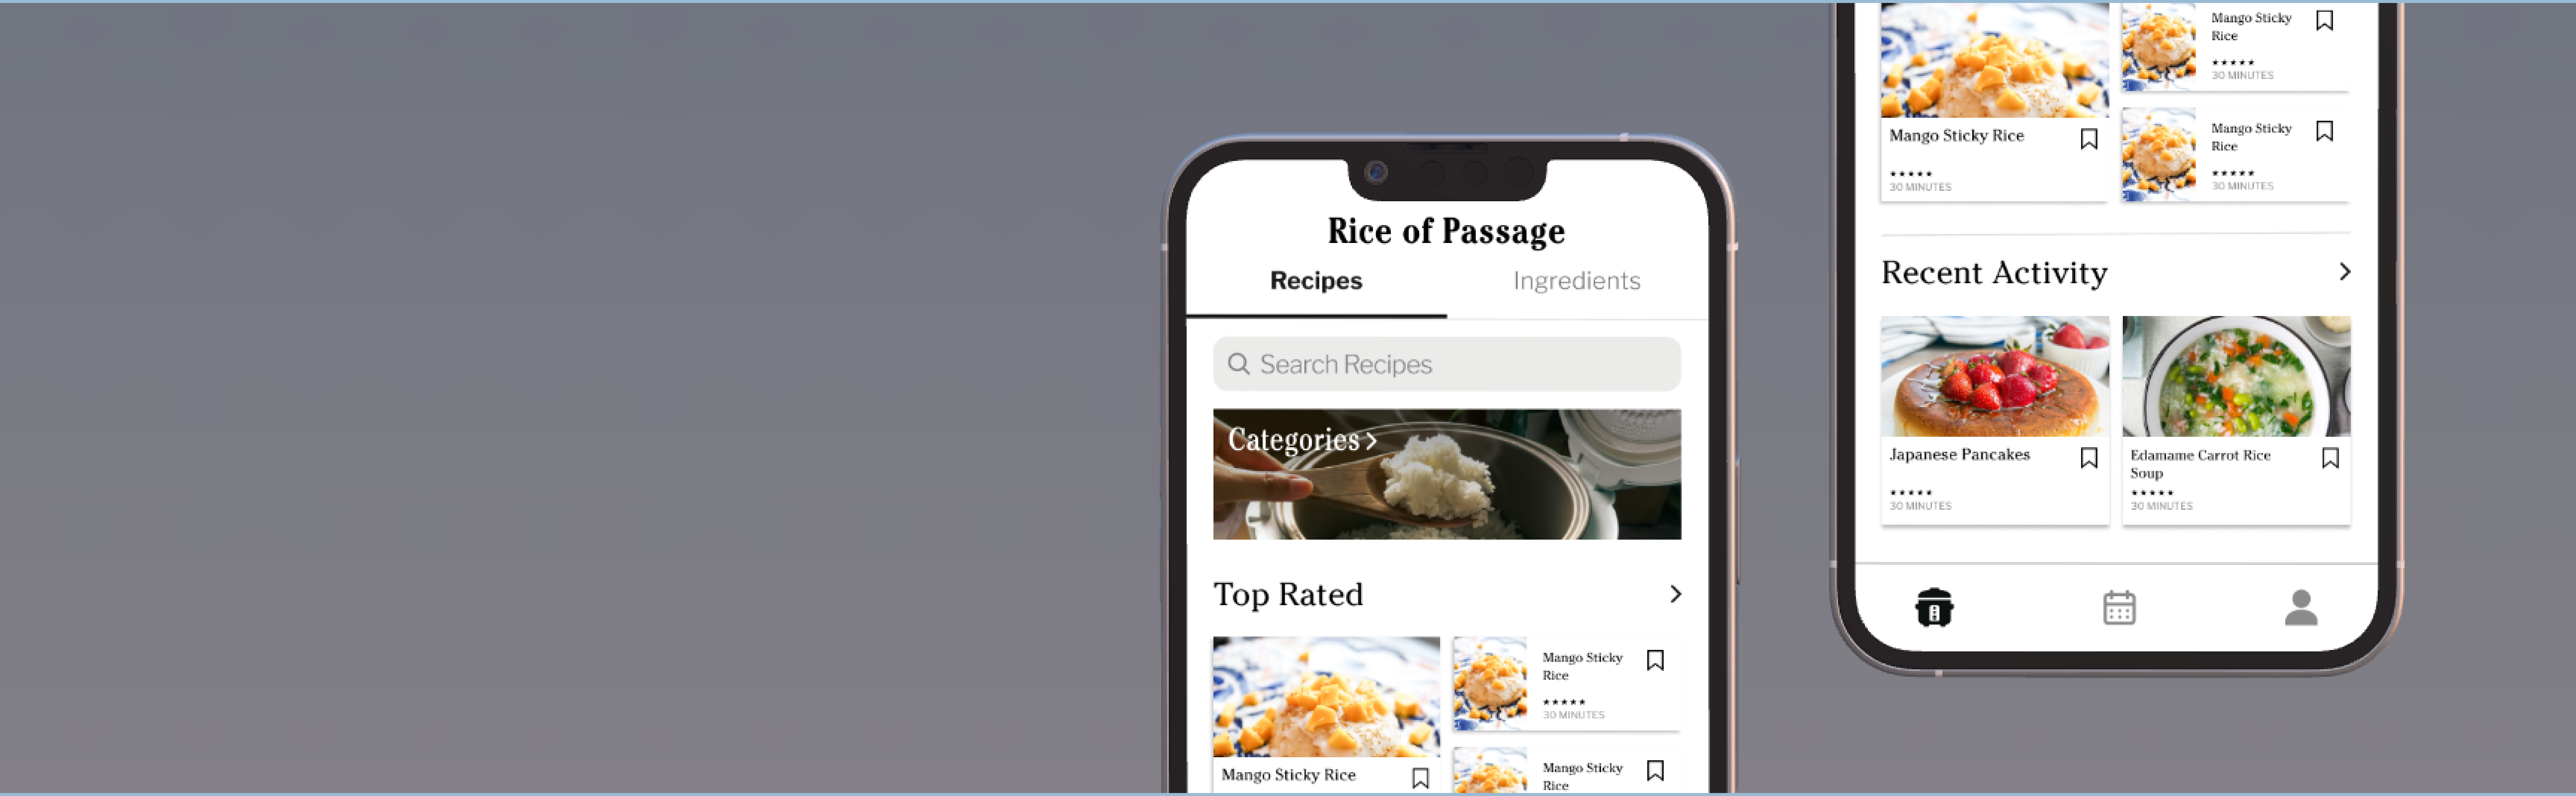 Rice of Passage
Recipes
Ingredients
Search Recipes
Categories
Top Rated
Mango Sticky Rice
Mango Sticky
Rice
★★★★★
30 MINUTES
Mango Sticky
Rice
Mango Sticky Rice
★★★★★
30 MINUTES
Mango Sticky
Rice
★★★★★
30 MINUTES
Mango Sticky
Rice
★★★★★
30 MINUTES
Recent Activity
Japanese Pancakes
★★★★★
30 MINUTES
Edamame Carrot Rice
Soup
★★★★★
30 MINUTES